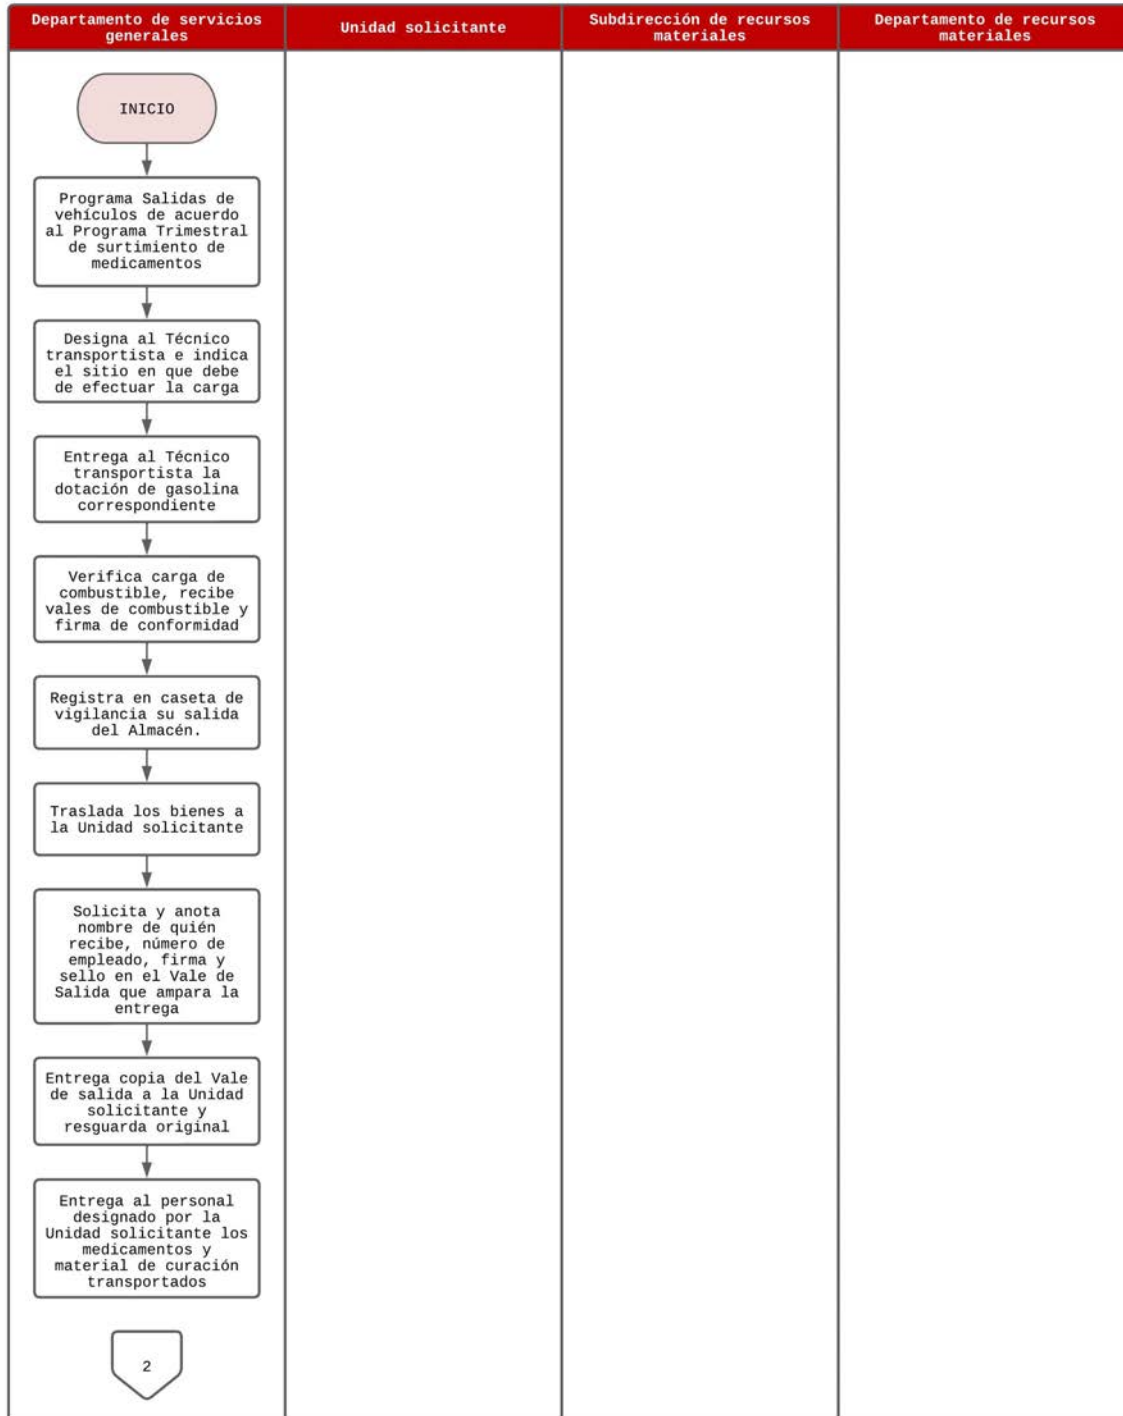 Departamento de servicios
generales
Unidad solicitante
Subdirección de recursos
materiales
Departamento de recursos
materiales
INICIO
Programa Salidas de
vehículos de acuerdo
al Programa Trimestral
de surtimiento de
medicamentos
Designa al Técnico
transportista e indica
el sitio en que debe
de efectuar la carga
Entrega al Técnico
transportista la
dotación de gasolina
correspondiente
Verifica carga de
combustible, recibe
vales de combustible y
firma de conformidad
Registra en caseta de
vigilancia su salida
del Almacén.
Traslada los bienes a
la Unidad solicitante
Solicita y anota
nombre de quién
recibe, número de
empleado, firma y
sello en el Vale de
Salida que ampara la
entrega
Entrega copia del Vale
de salida a la Unidad
solicitante y
resguarda original
Entrega al personal
designado por la
Unidad solicitante los
medicamentos y
material de curación
transportados
2